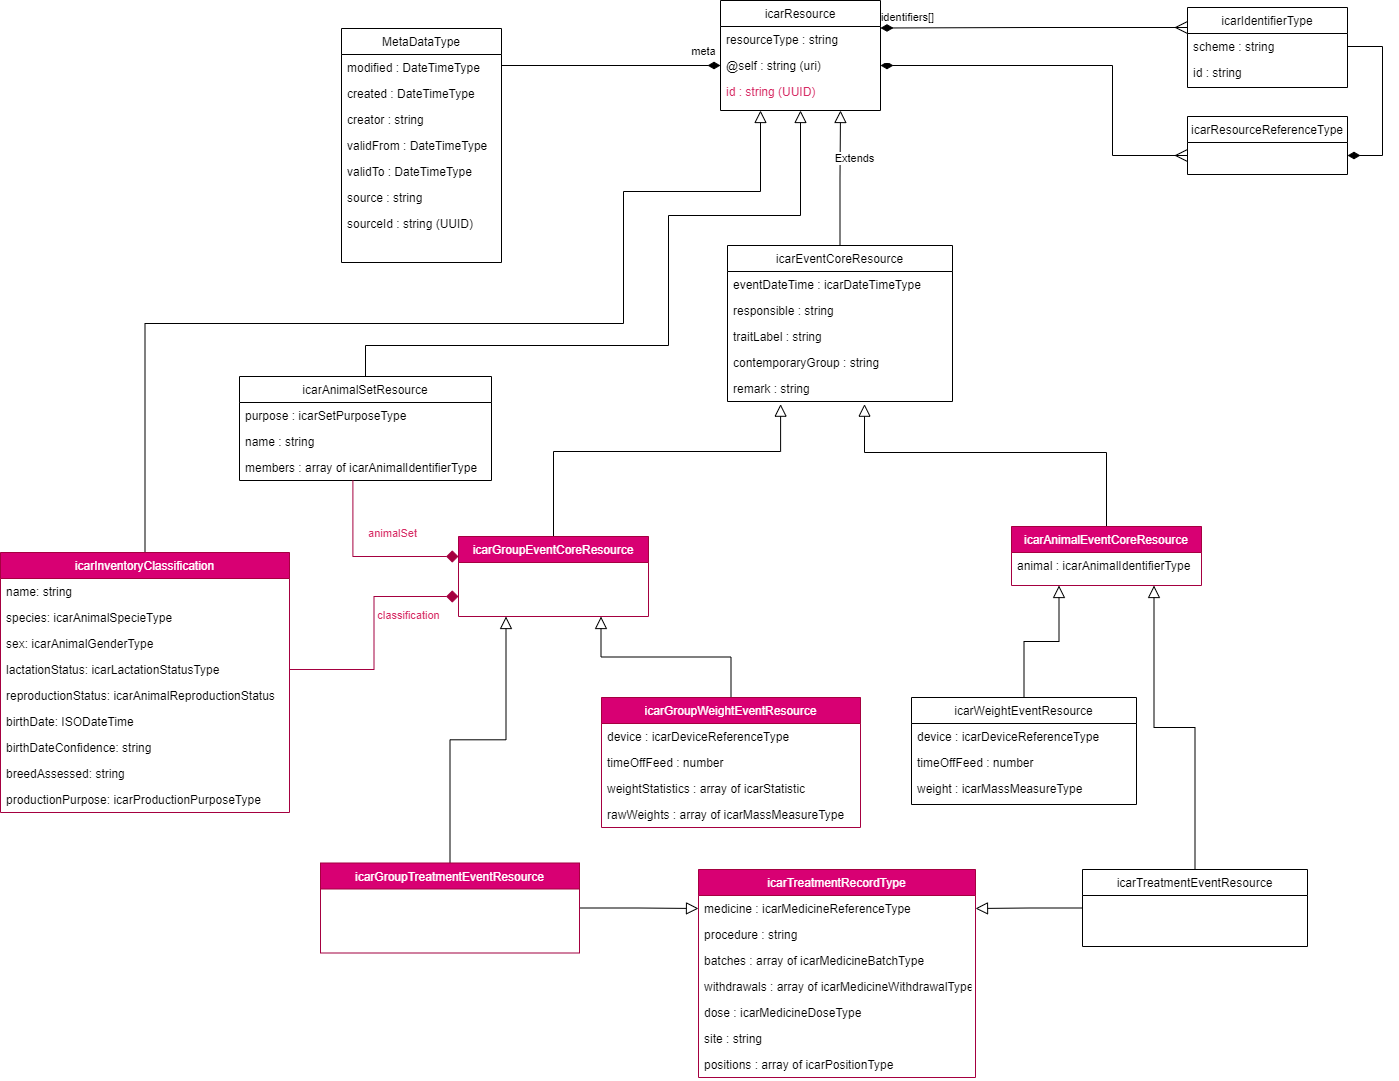 icarResource
resourceType : string
@self : string (uri)
id : string (UUID)
identifiers[]
icarIdentifierType
scheme : string
id : string
MetaDataType
modified : DateTimeType
created : DateTimeType
creator : string
validFrom : DateTimeType
validTo : DateTimeType
source : string
sourceId : string (UUID)
meta
icarResourceReferenceType
Extends
icarEventCoreResource
eventDateTime : icarDateTimeType
responsible : string
traitLabel : string
contemporaryGroup : string
remark : string
icarAnimalSetResource
purpose : icarSetPurposeType
name : string
members : array of icarAnimalIdentifierType
animalSet
icarGroupEventCoreResource
icarAnimalEventCoreResource
animal : icarAnimalIdentifierType
icarInventoryClassification
name: string
species: icarAnimalSpecieType
sex: icarAnimalGenderType
lactationStatus: icarLactationStatusType
reproductionStatus: icarAnimalReproductionStatus
birthDate: ISODateTime
birthDateConfidence: string
breedAssessed: string
productionPurpose: icarProductionPurposeType
classification
icarGroupWeightEventResource
device : icarDeviceReferenceType
timeOffFeed : number
weightStatistics : array of icarStatistic
rawWeights : array of icarMassMeasureType
icarWeightEventResource
device : icarDeviceReferenceType
timeOffFeed : number
weight : icarMassMeasureType
icarGroupTreatmentEventResource
icarTreatmentRecordType
medicine : icarMedicineReferenceType
procedure : string
batches : array of icarMedicineBatchType
withdrawals : array of icarMedicineWithdrawalType
dose : icarMedicineDoseType
site : string
positions : array of icarPositionType
icarTreatmentEventResource